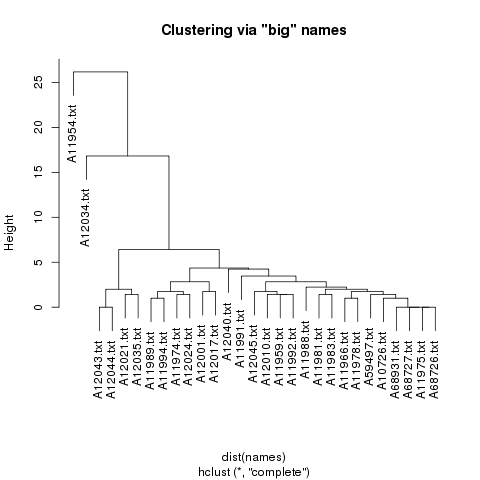 Clustering via "big" names
Height
25
20
15
10
5
0
A11954.txt
A12034.txt
A12043.txt
A12044.txt
A12021.txt
A12035.txt
A11989.txt
A11994.txt
A11974.txt
A12024.txt
A12001.txt
A12017.txt
A12040.txt
A11991.txt
A12045.txt
A12010.txt
A11959.txt
A11992.txt
A11988.txt
A11981.txt
A11983.txt
A11966.txt
A11978.txt
A59497.txt
A10726.txt
A68931.txt
A68727.txt
A11975.txt
A68726.txt
dist(names)
hclust (*, "complete")